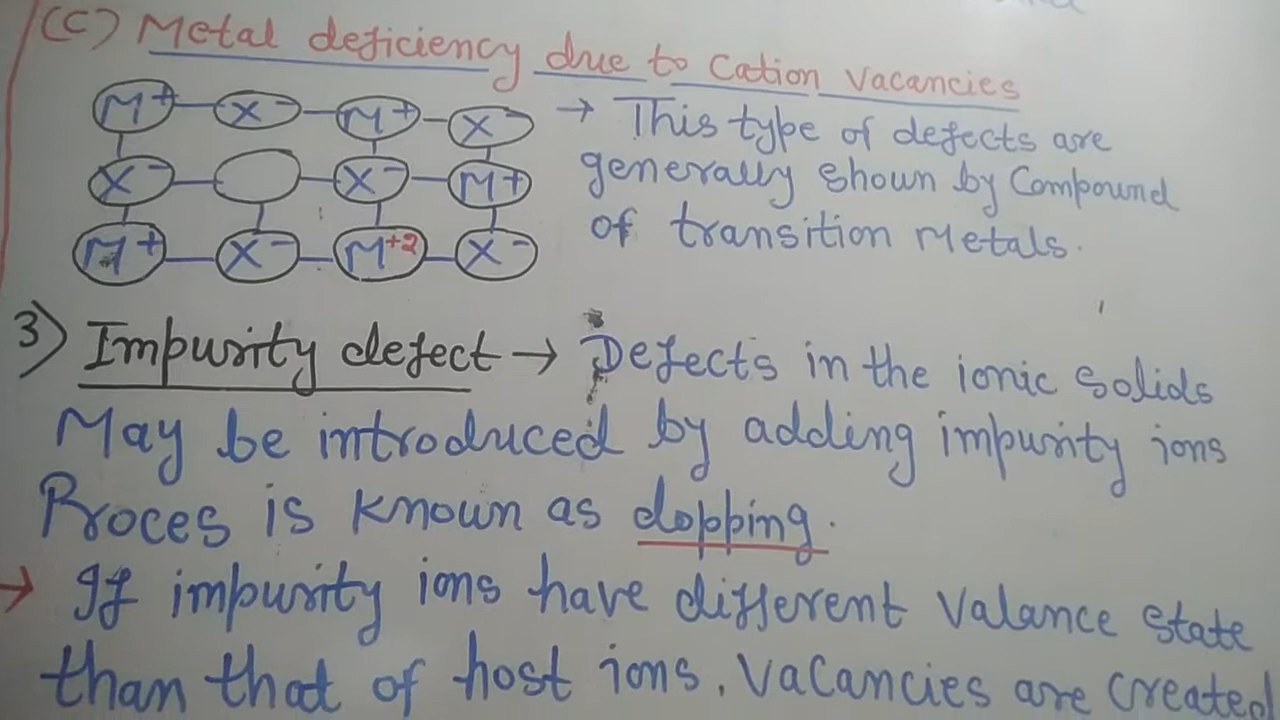 (C) Metal deficiency due to Cation Vacancies
M+ X- M+ X-
→ This type of defects are
X- X- M+
generally shown by Compound
M+ X- M+2 X-
of transition Metals.
3) Impurity defect → Defects in the ionic Solids
May be introduced by adding impurity ions
Proces is known as dopping.
→ If impurity ions have different Valance State
than that of host ions, Vacancies are Created